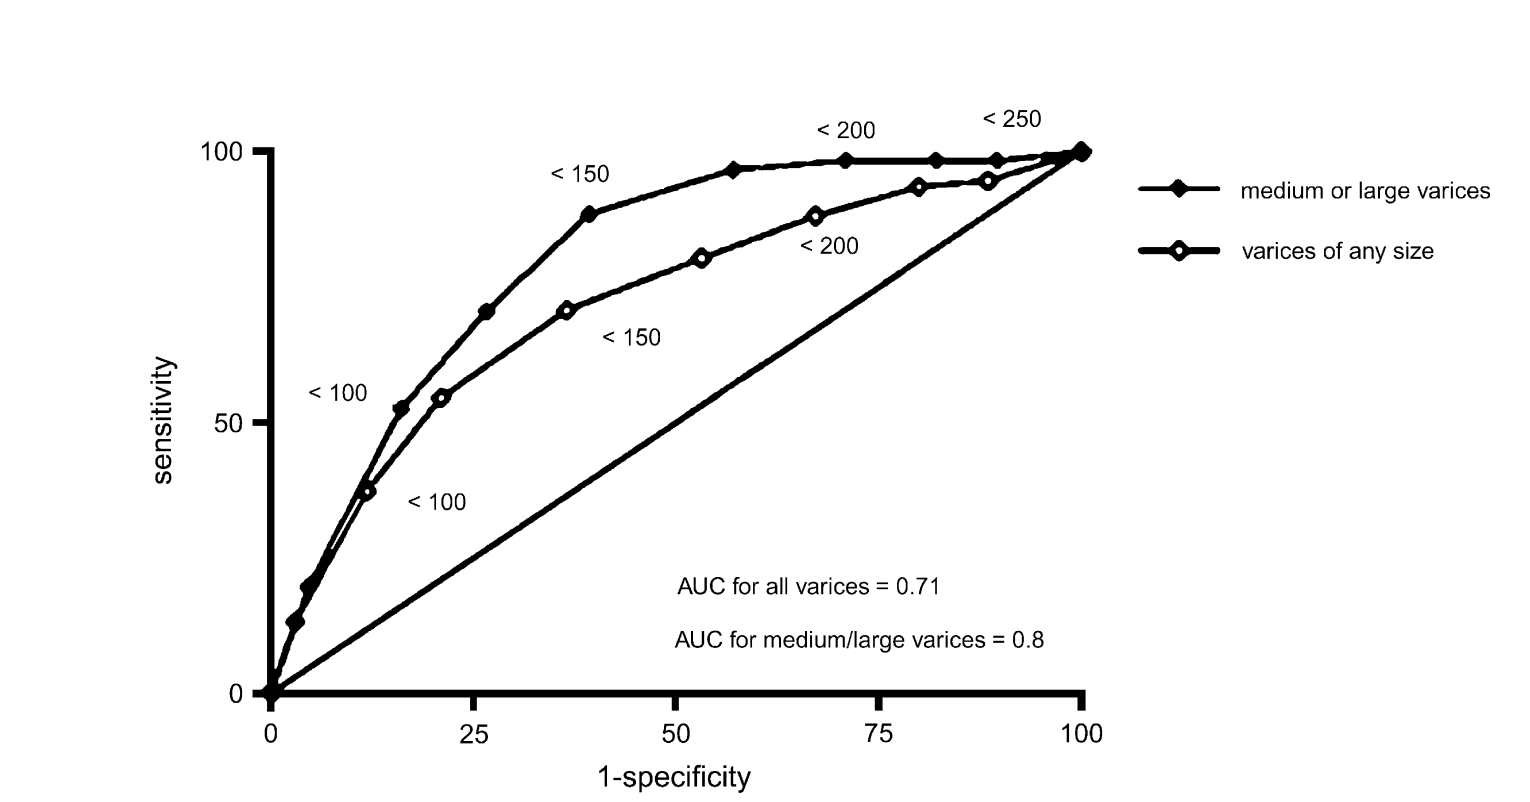 < 250
< 200
100
< 150
medium or large varices
< 200
varices of any size
< 150
< 100
50
sensitivity
< 100
AUC for all varices = 0.71
AUC for medium/large varices = 0.8
0
0 25 50 75 100
1-specificity